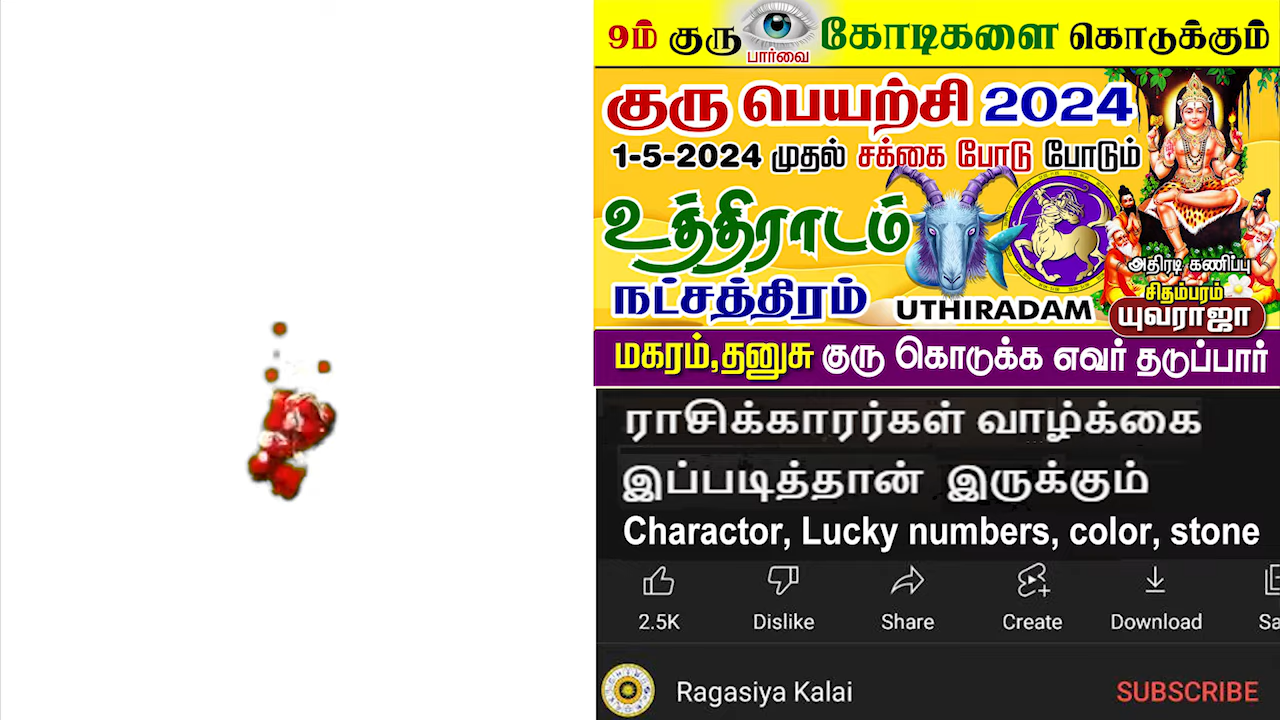 9ம் குரு பார்வை கோடிகளை கொடுக்கும்
குரு பெயற்சி 2024
1-5-2024 முதல் சக்கை போடு போடும்
உத்திராடம்
நட்சத்திரம்
UTHIRADAM
அதிரடி கணிப்பு
சிதம்பரம்
யுவராஜா
மகரம்,தனுசு குரு கொடுக்க எவர் தடுப்பார்
ராசிக்காரர்கள் வாழ்க்கை
இப்படித்தான் இருக்கும்
Charactor, Lucky numbers, color, stone
2.5K Dislike Share Create Download Sa
Ragasiya Kalai SUBSCRIBE